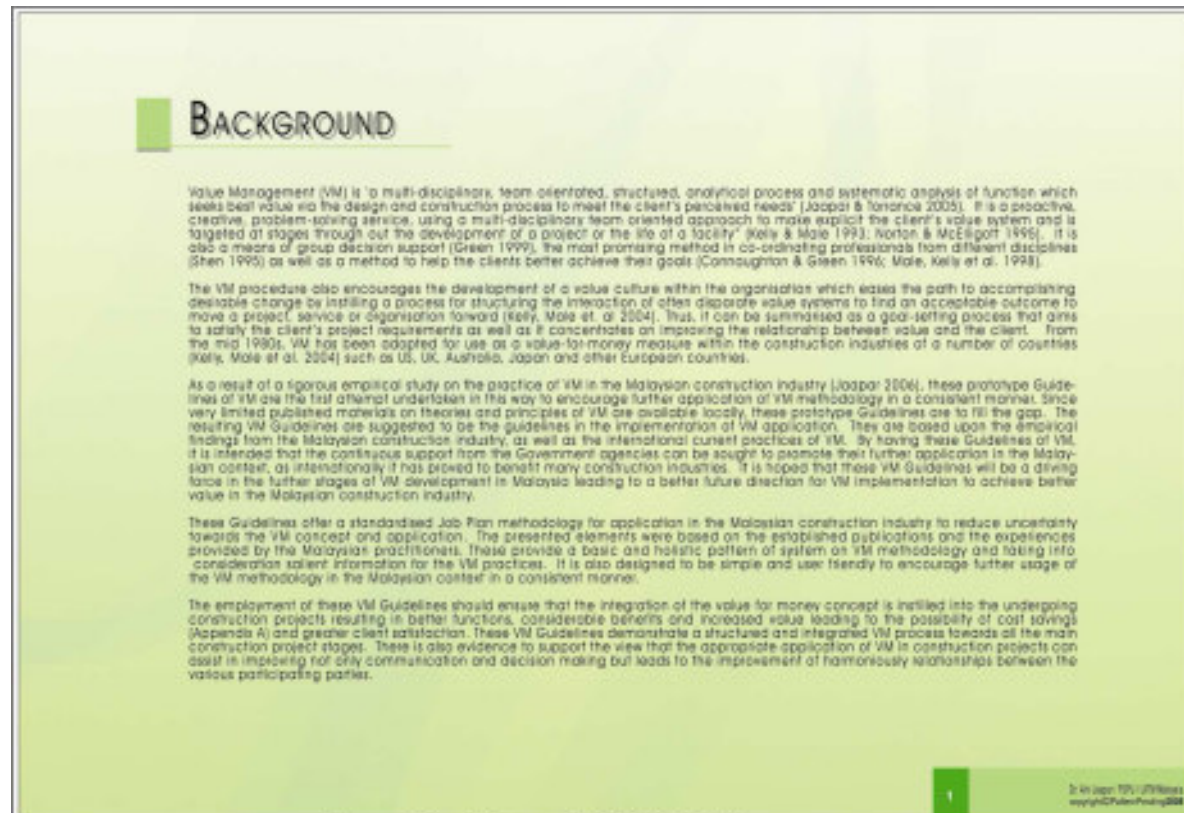 BACKGROUND
Value Management (VM) is 'a multi-disciplinary, team orientated, structured, analytical process and systematic analysis of function which
seeks best value via the design and construction process to meet the client's perceived needs' (Jaapar & Torrance 2005).  It is a proactive,
creative, problem-solving service, using a multi-disciplinary team oriented approach to make explicit the client's value system and is
targeted at stages through out the development of a project or the life of a facility" (Kelly & Male 1993; Norton & McElligott 1995).  It is
also a means of group decision support (Green 1999), the most promising method in co-ordinating professionals from different disciplines
(Shen 1995) as well as a method to help the clients better achieve their goals (Connaughton & Green 1996; Male, Kelly et al. 1998).
The VM procedure also encourages the development of a value culture within the organisation which eases the path to accomplishing
desirable change by instilling a process for structuring the interaction of often disparate value systems to find an acceptable outcome to
move a project, service or organisation forward (Kelly, Male et. al 2004). Thus, it can be summarised as a goal-setting process that aims
to satisfy the client's project requirements as well as it concentrates on improving the relationship between value and the client.  From
the mid 1980s, VM has been adopted for use as a value-for-money measure within the construction industries of a number of countries
(Kelly, Male et al. 2004) such as US, UK, Australia, Japan and other European countries.
As a result of a rigorous empirical study on the practice of VM in the Malaysian construction industry (Jaapar 2006), these prototype Guide-
lines of VM are the first attempt undertaken in this way to encourage further application of VM methodology in a consistent manner. Since
very limited published materials on theories and principles of VM are available locally, these prototype Guidelines are to fill the gap.  The
resulting VM Guidelines are suggested to be the guidelines in the implementation of VM application.  They are based upon the empirical
findings from the Malaysian construction industry, as well as the international current practices of VM.  By having these Guidelines of VM,
it is intended that the continuous support from the Government agencies can be sought to promote their further application in the Malay-
sian context, as internationally it has proved to benefit many construction industries.  It is hoped that these VM Guidelines will be a driving
force in the further stages of VM development in Malaysia leading to a better future direction for VM implementation to achieve better
value in the Malaysian construction industry.
These Guidelines offer a standardised Job Plan methodology for application in the Malaysian construction industry to reduce uncertainty
towards the VM concept and application.  The presented elements were based on the established publications and the experiences
provided by the Malaysian practitioners. These provide a basic and holistic pattern of system on VM methodology and taking into
consideration salient information for the VM practices.  It is also designed to be simple and user friendly to encourage further usage of
the VM methodology in the Malaysian context in a consistent manner.
The employment of these VM Guidelines should ensure that the integration of the value for money concept is instilled into the undergoing
construction projects resulting in better functions, considerable benefits and increased value leading to the possibility of cost savings
(Appendix A) and greater client satisfaction. These VM Guidelines demonstrate a structured and integrated VM process towards all the main
construction project stages.  There is also evidence to support the view that the appropriate application of VM in construction projects can
assist in improving not only communication and decision making but leads to the improvement of harmoniously relationships between the
various participating parties.
1